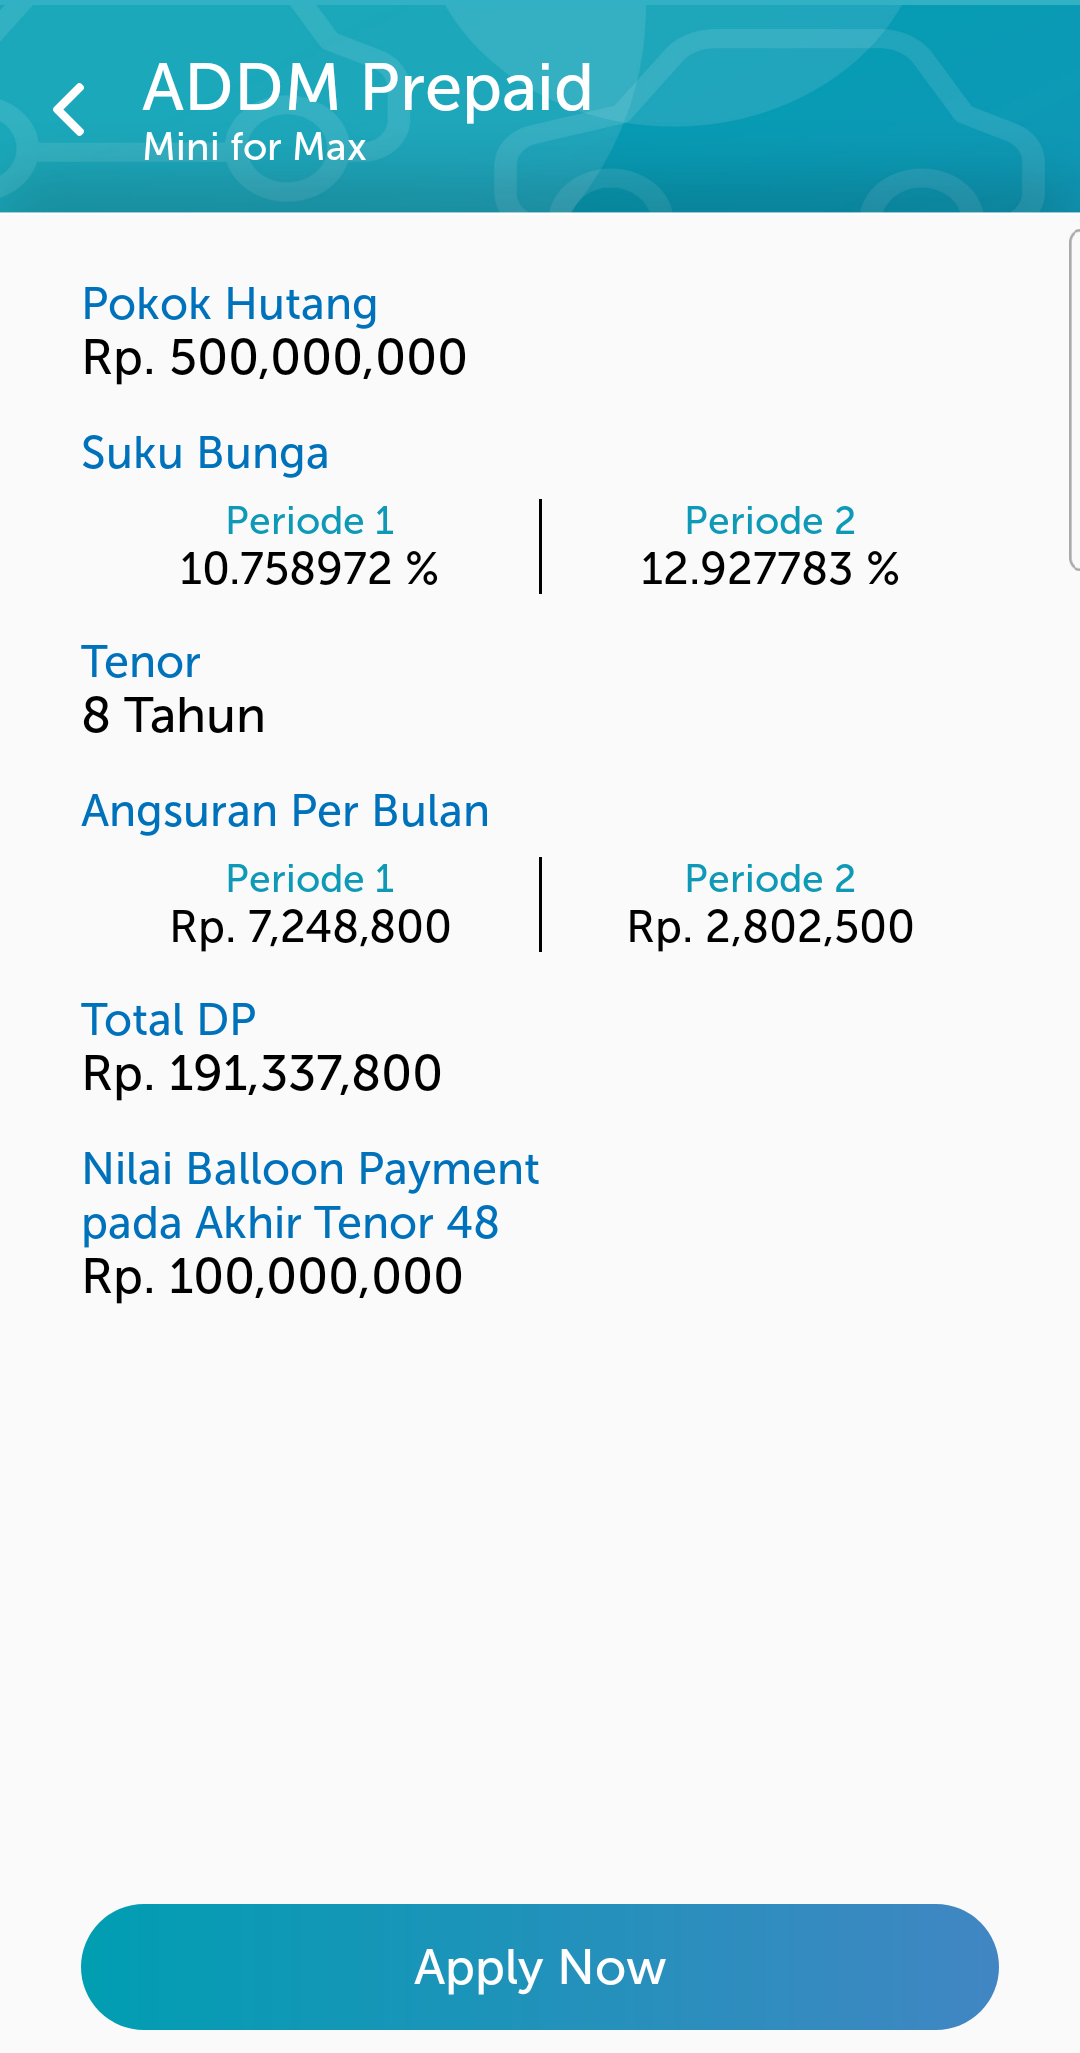 ADDM Prepaid
Mini for Max
Pokok Hutang
Rp. 500,000,000
Suku Bunga
Periode 1
10.758972 %
Periode 2
12.927783 %
Tenor
8 Tahun
Angsuran Per Bulan
Periode 1
Rp. 7,248,800
Periode 2
Rp. 2,802,500
Total DP
Rp. 191,337,800
Nilai Balloon Payment
pada Akhir Tenor 48
Rp. 100,000,000
Apply Now